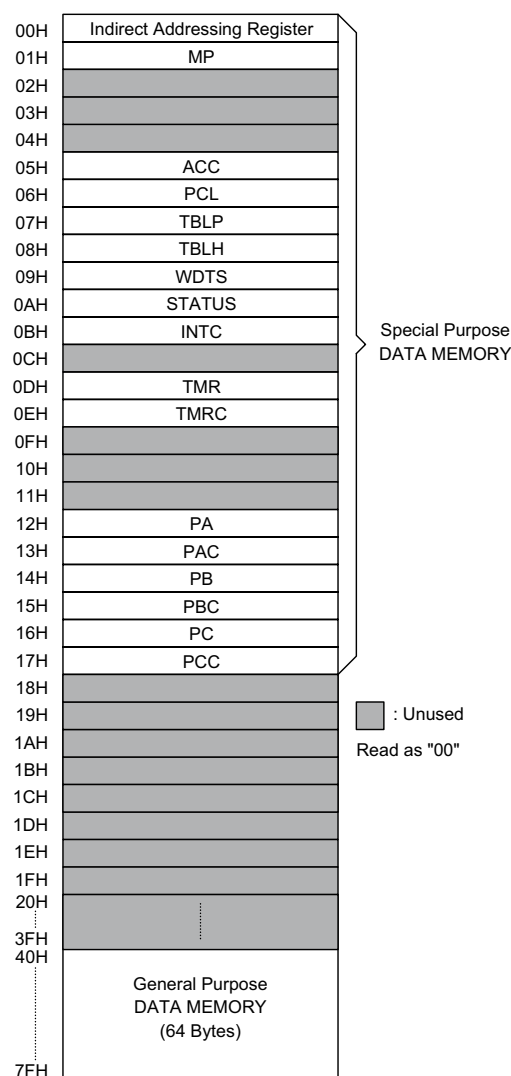 00H Indirect Addressing Register
01H MP
02H
03H
04H
05H ACC
06H PCL
07H TBLP
08H TBLH
09H WDTS
0AH STATUS
0BH INTC
Special Purpose
DATA MEMORY
0CH
0DH TMR
0EH TMRC
0FH
10H
11H
12H PA
13H PAC
14H PB
15H PBC
16H PC
17H PCC
18H
19H
: Unused
1AH
Read as "00"
1BH
1CH
1DH
1EH
1FH
20H
3FH
40H
General Purpose
DATA MEMORY
(64 Bytes)
7FH